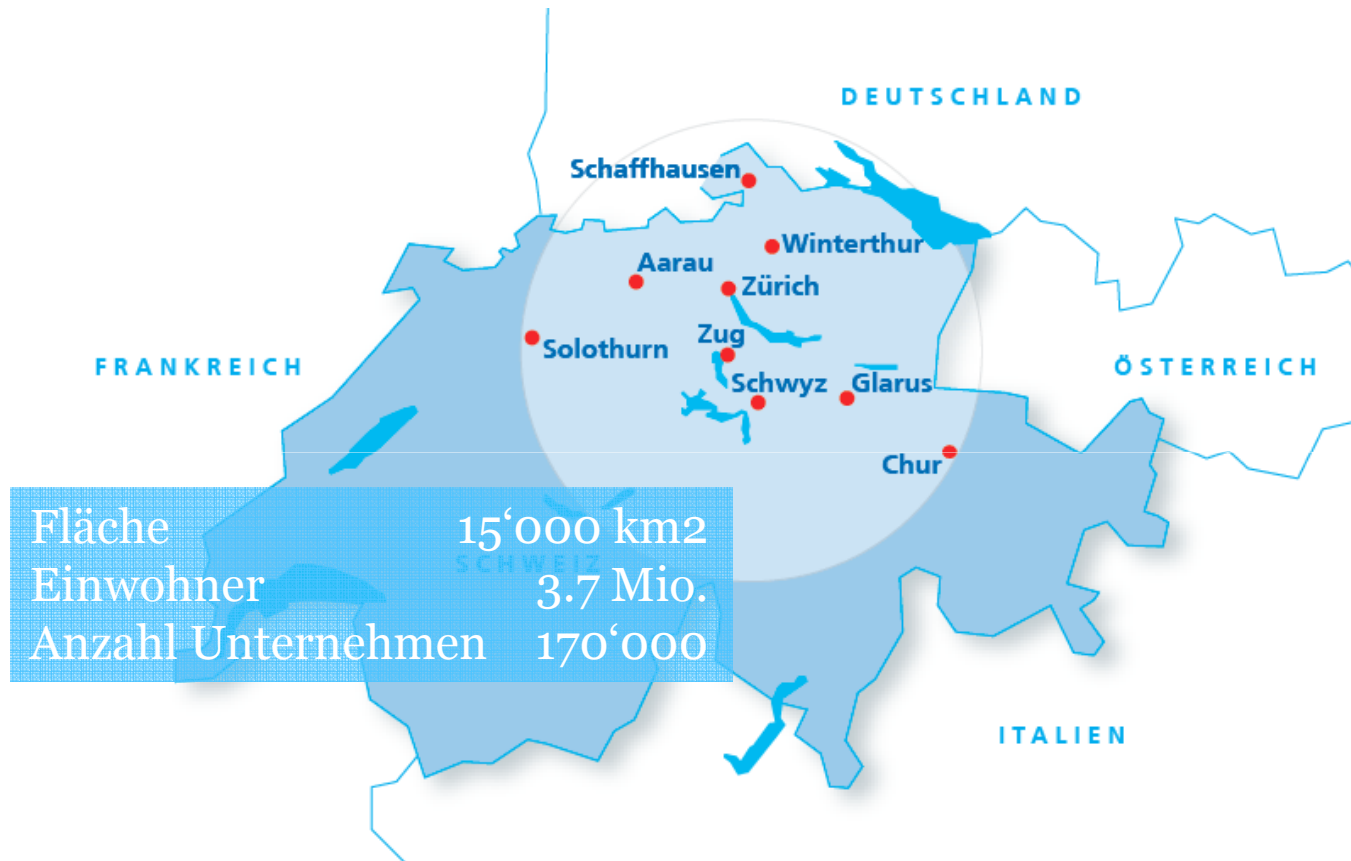 DEUTSCHLAND
Schaffhausen
Winterthur
Aarau
Zürich
Zug
Solothurn
FRANKREICH
ÖSTERREICH
Schwyz
Glarus
Chur
Fläche 15‘000 km2
SCHWEIZ
Einwohner 3.7 Mio.
Anzahl Unternehmen 170‘000
ITALIEN